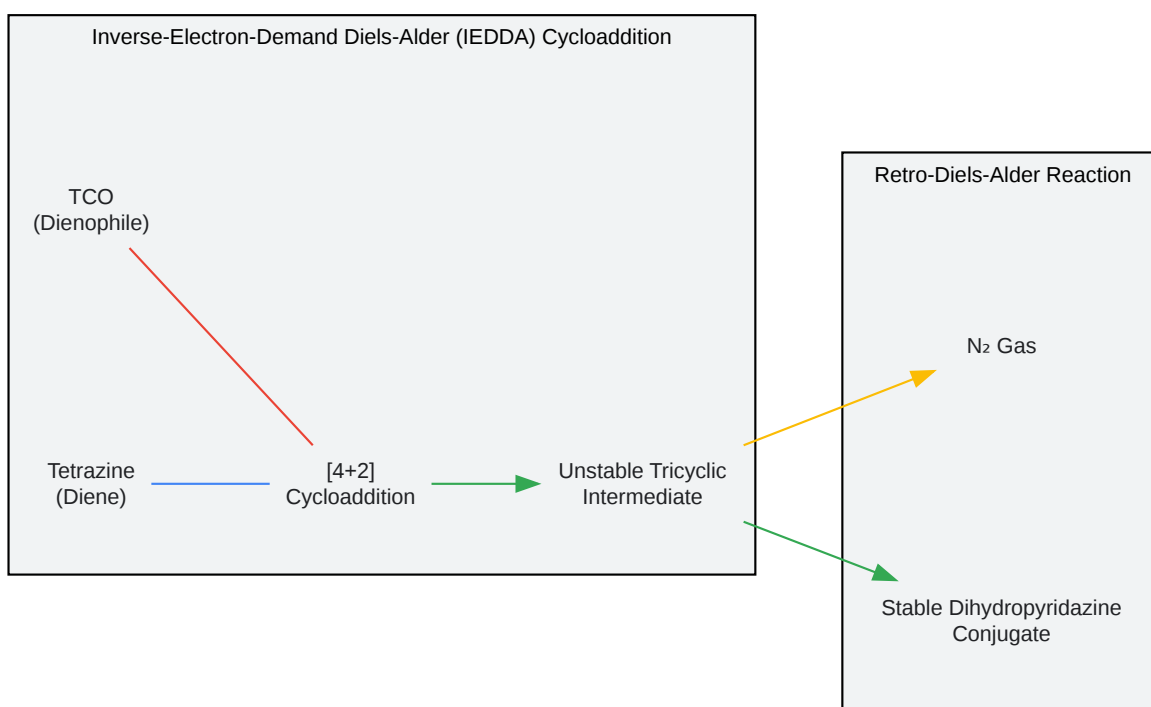 Inverse-Electron-Demand Diels-Alder (IEDDA) Cycloaddition
TCO
(Dienophile)
Tetrazine
(Diene)
[4+2]
Cycloaddition
Unstable Tricyclic
Intermediate
Retro-Diels-Alder Reaction
N₂ Gas
Stable Dihydropyridazine
Conjugate